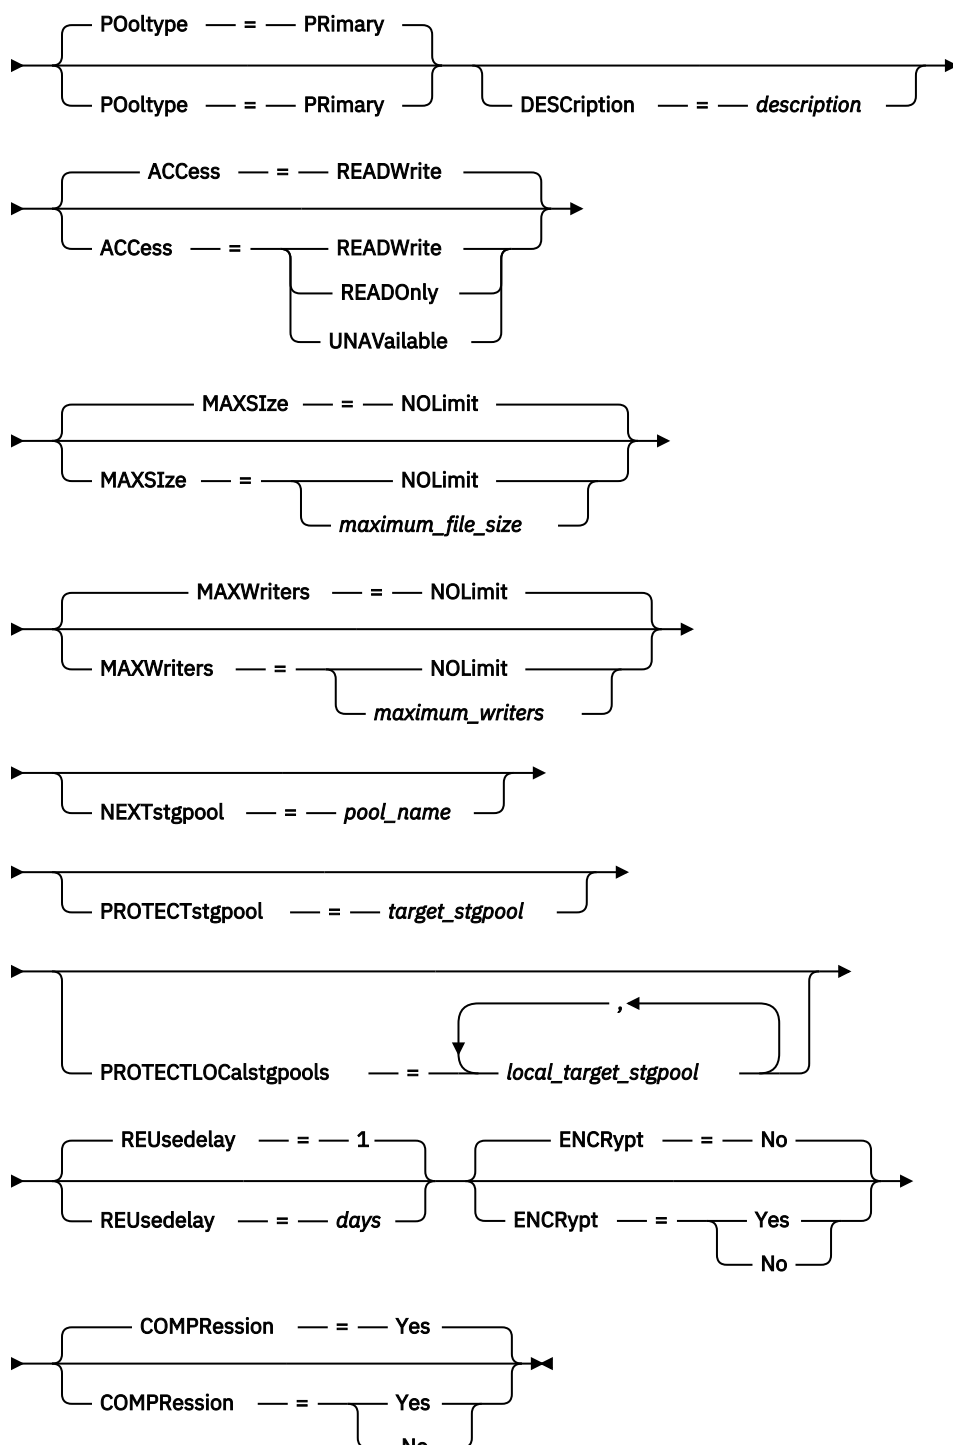 POoltype = PRimary
POoltype = PRimary
DESCription = description
ACCess = READWrite
ACCess = READWrite
READOnly
UNAVailable
MAXSIze = NOLimit
MAXSIze = NOLimit
maximum_file_size
MAXWriters = NOLimit
MAXWriters = NOLimit
maximum_writers
NEXTstgpool = pool_name
PROTECTstgpool = target_stgpool
,
PROTECTLOCalstgpools = local_target_stgpool
REUsedelay = 1
REUsedelay = days
ENCRypt = No
ENCRypt = Yes
No
COMPRession = Yes
COMPRession = Yes
No